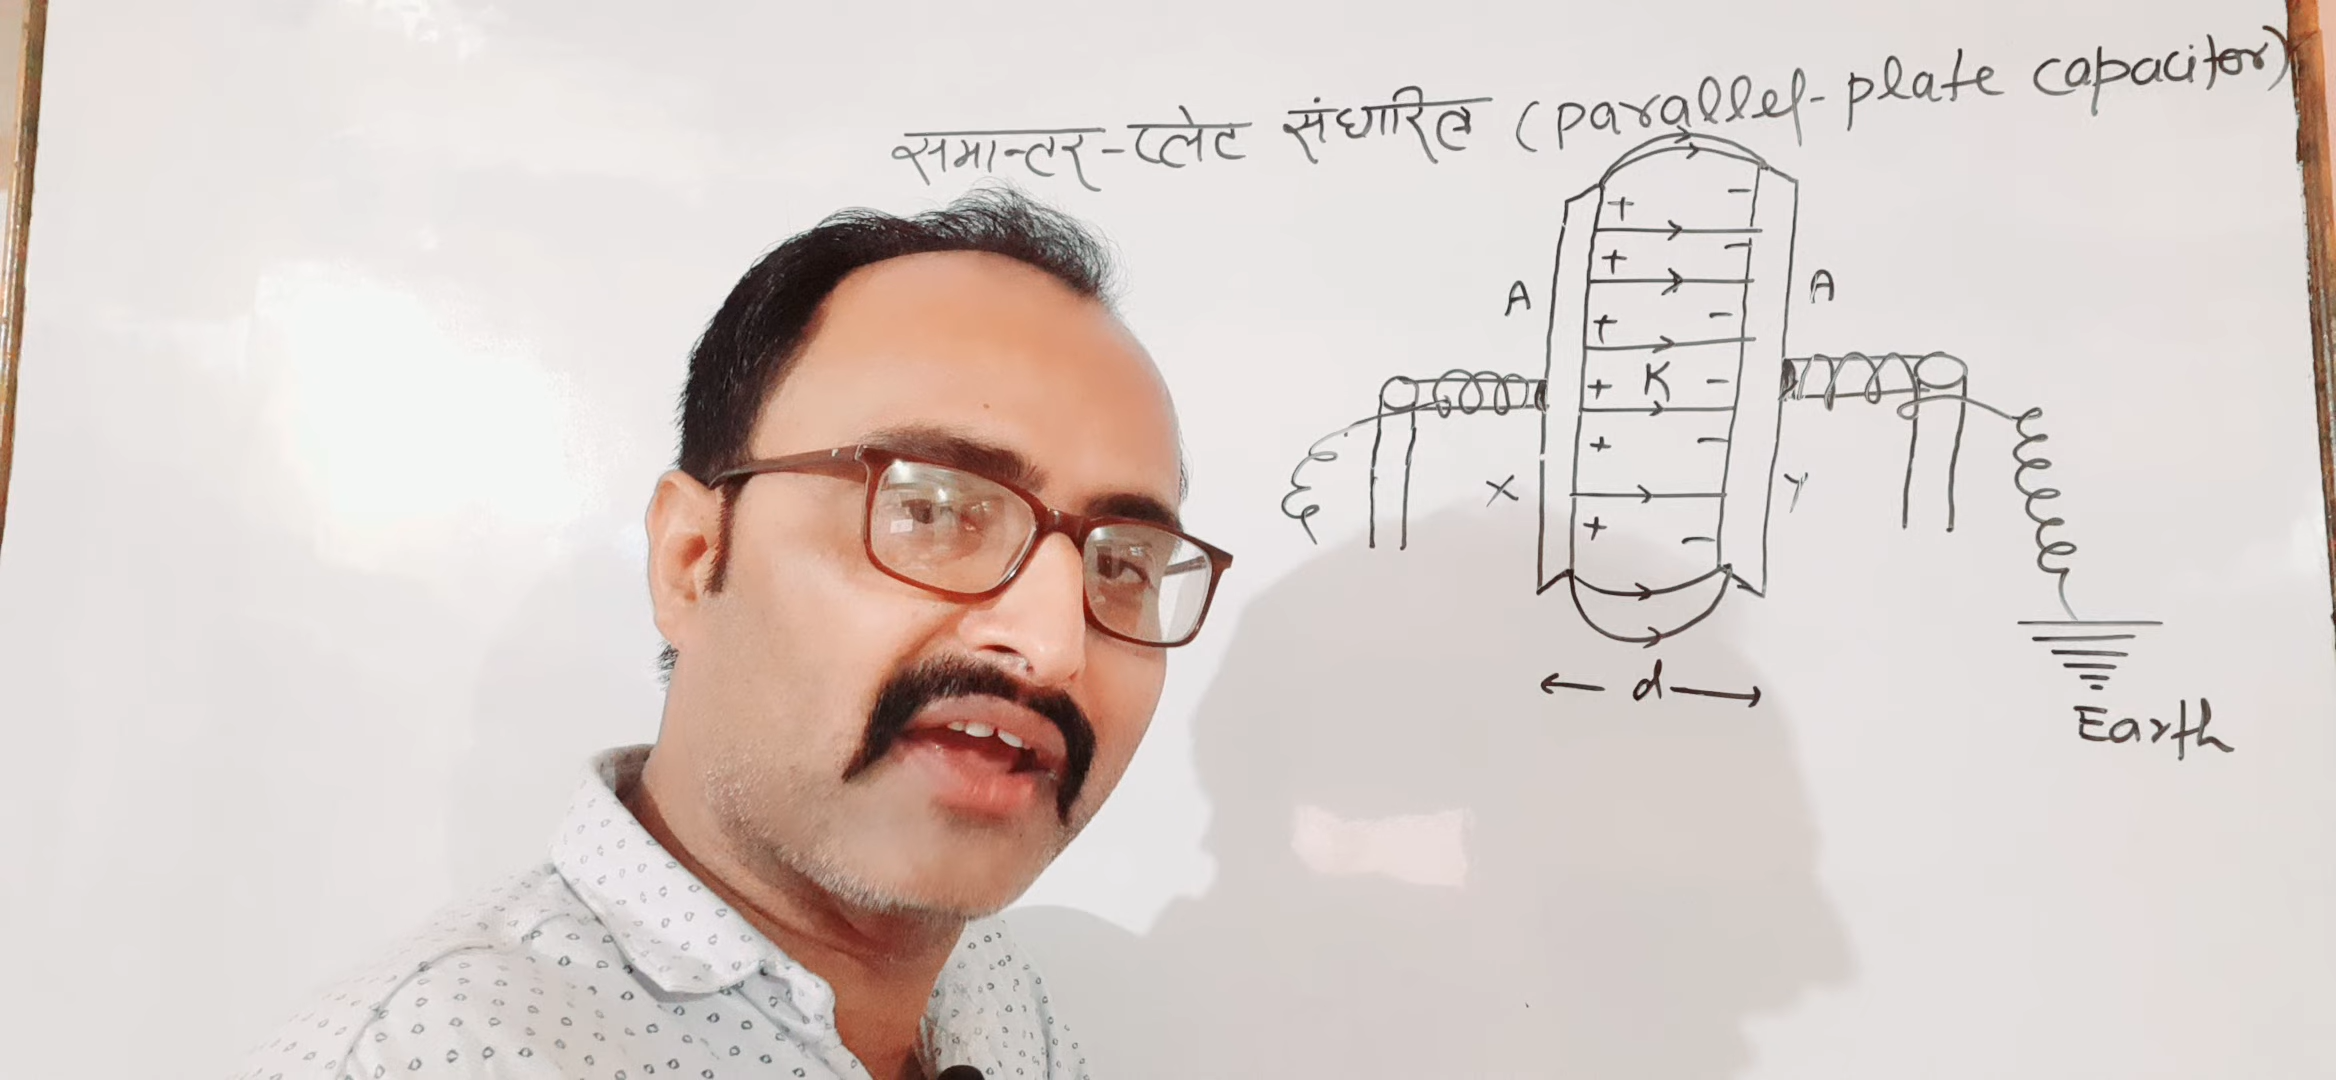 समान्तर-प्लेट संधारित्र (parallel-plate capacitor)
+ -
+ -
A A
+ -
+ K -
+ -
X Y
+ -
d
Earth